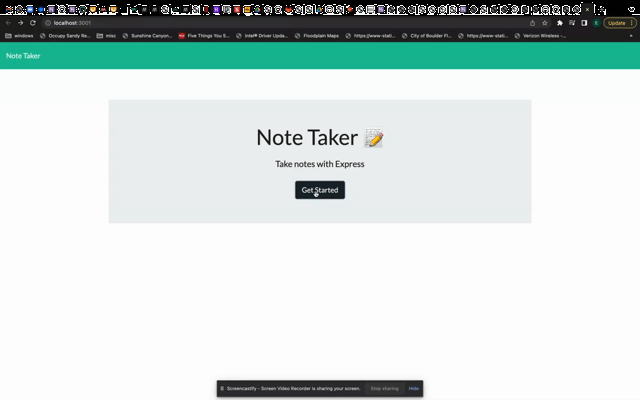 localhost:3001
Update
windows
Occupy Sandy Re...
misc
Sunshine Canyon...
Five Things You S...
Intel® Driver Upda...
Floodplain Maps
https://www-stati...
City of Boulder Fl...
https://www-stati...
Verizon Wireless -...
Note Taker
Note Taker
Take notes with Express
Get Started
Screencastify - Screen Video Recorder is sharing your screen.
Stop sharing
Hide